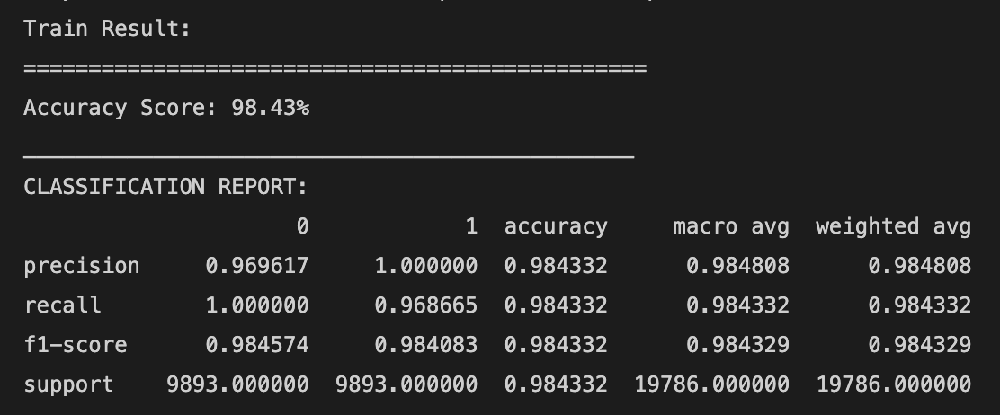 Train Result:
================================================
Accuracy Score: 98.43%
_______________________________________________
CLASSIFICATION REPORT:
                     0            1  accuracy     macro avg  weighted avg
precision     0.969617     1.000000  0.984332      0.984808      0.984808
recall        1.000000     0.968665  0.984332      0.984332      0.984332
f1-score      0.984574     0.984083  0.984332      0.984329      0.984329
support    9893.000000  9893.000000  0.984332  19786.000000  19786.000000